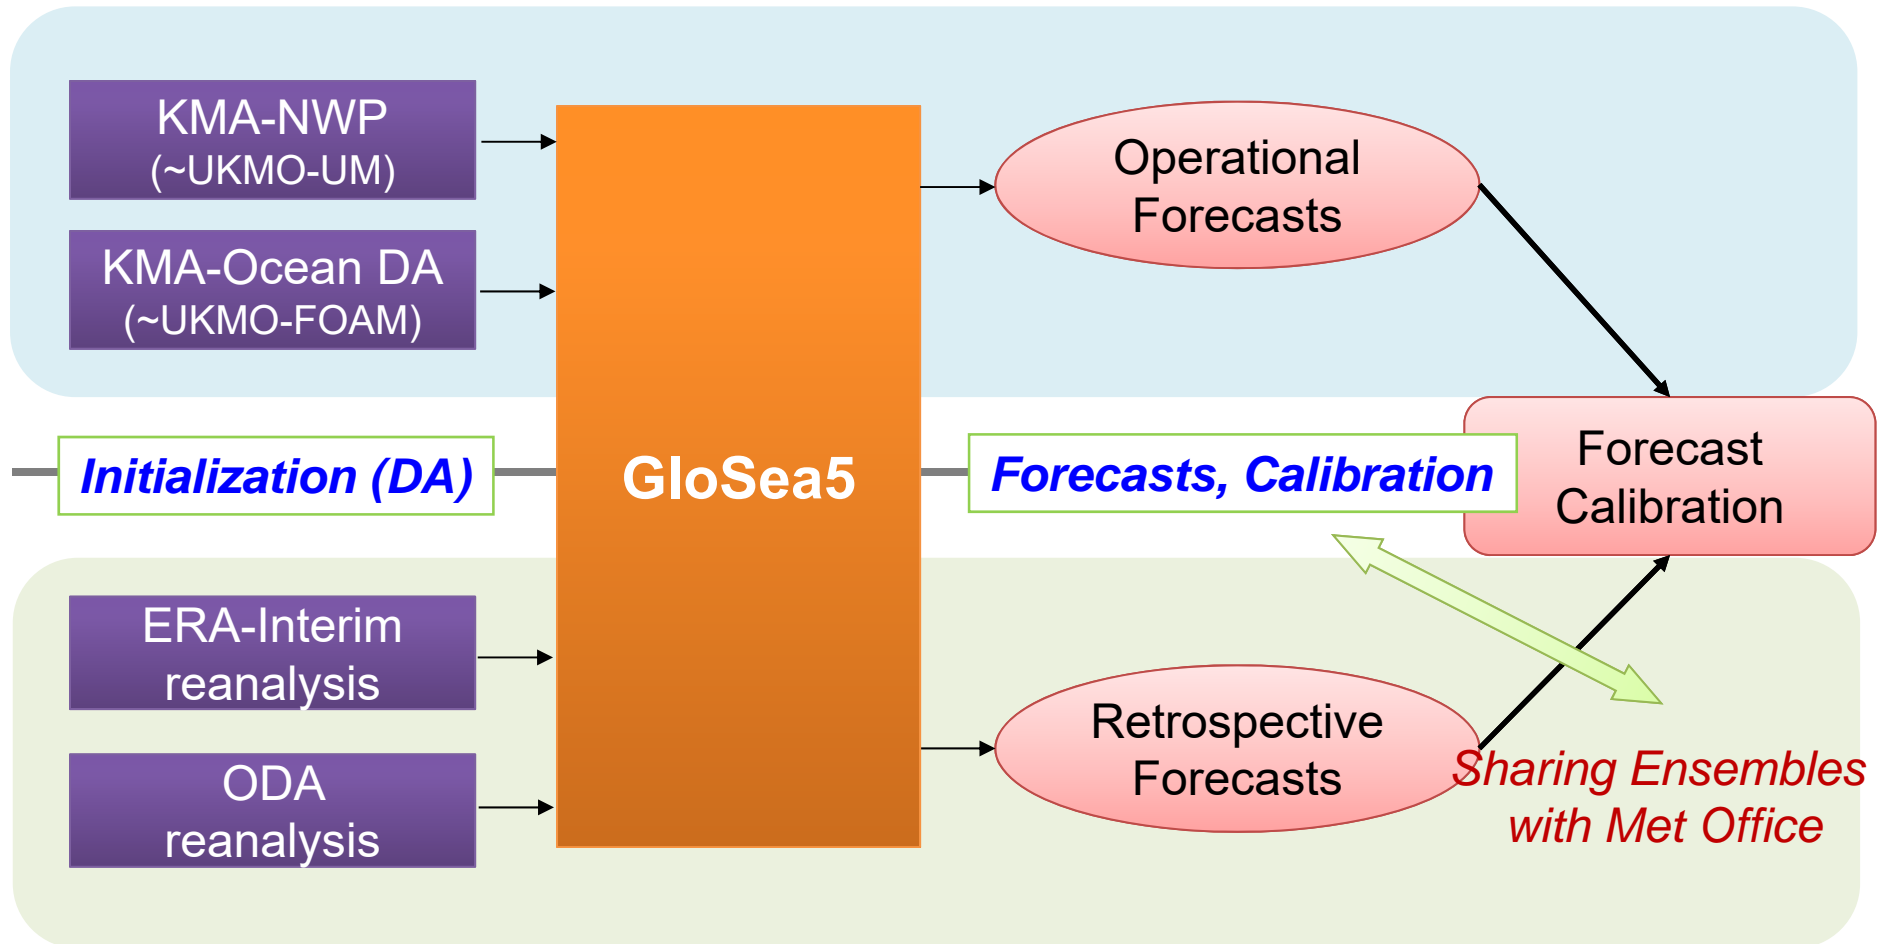 KMA-NWP
(~UKMO-UM)
KMA-Ocean DA
(~UKMO-FOAM)
Operational
Forecasts
Initialization (DA)
GloSea5
Forecasts, Calibration
Forecast
Calibration
ERA-Interim
reanalysis
ODA
reanalysis
Retrospective
Forecasts
Sharing Ensembles
with Met Office